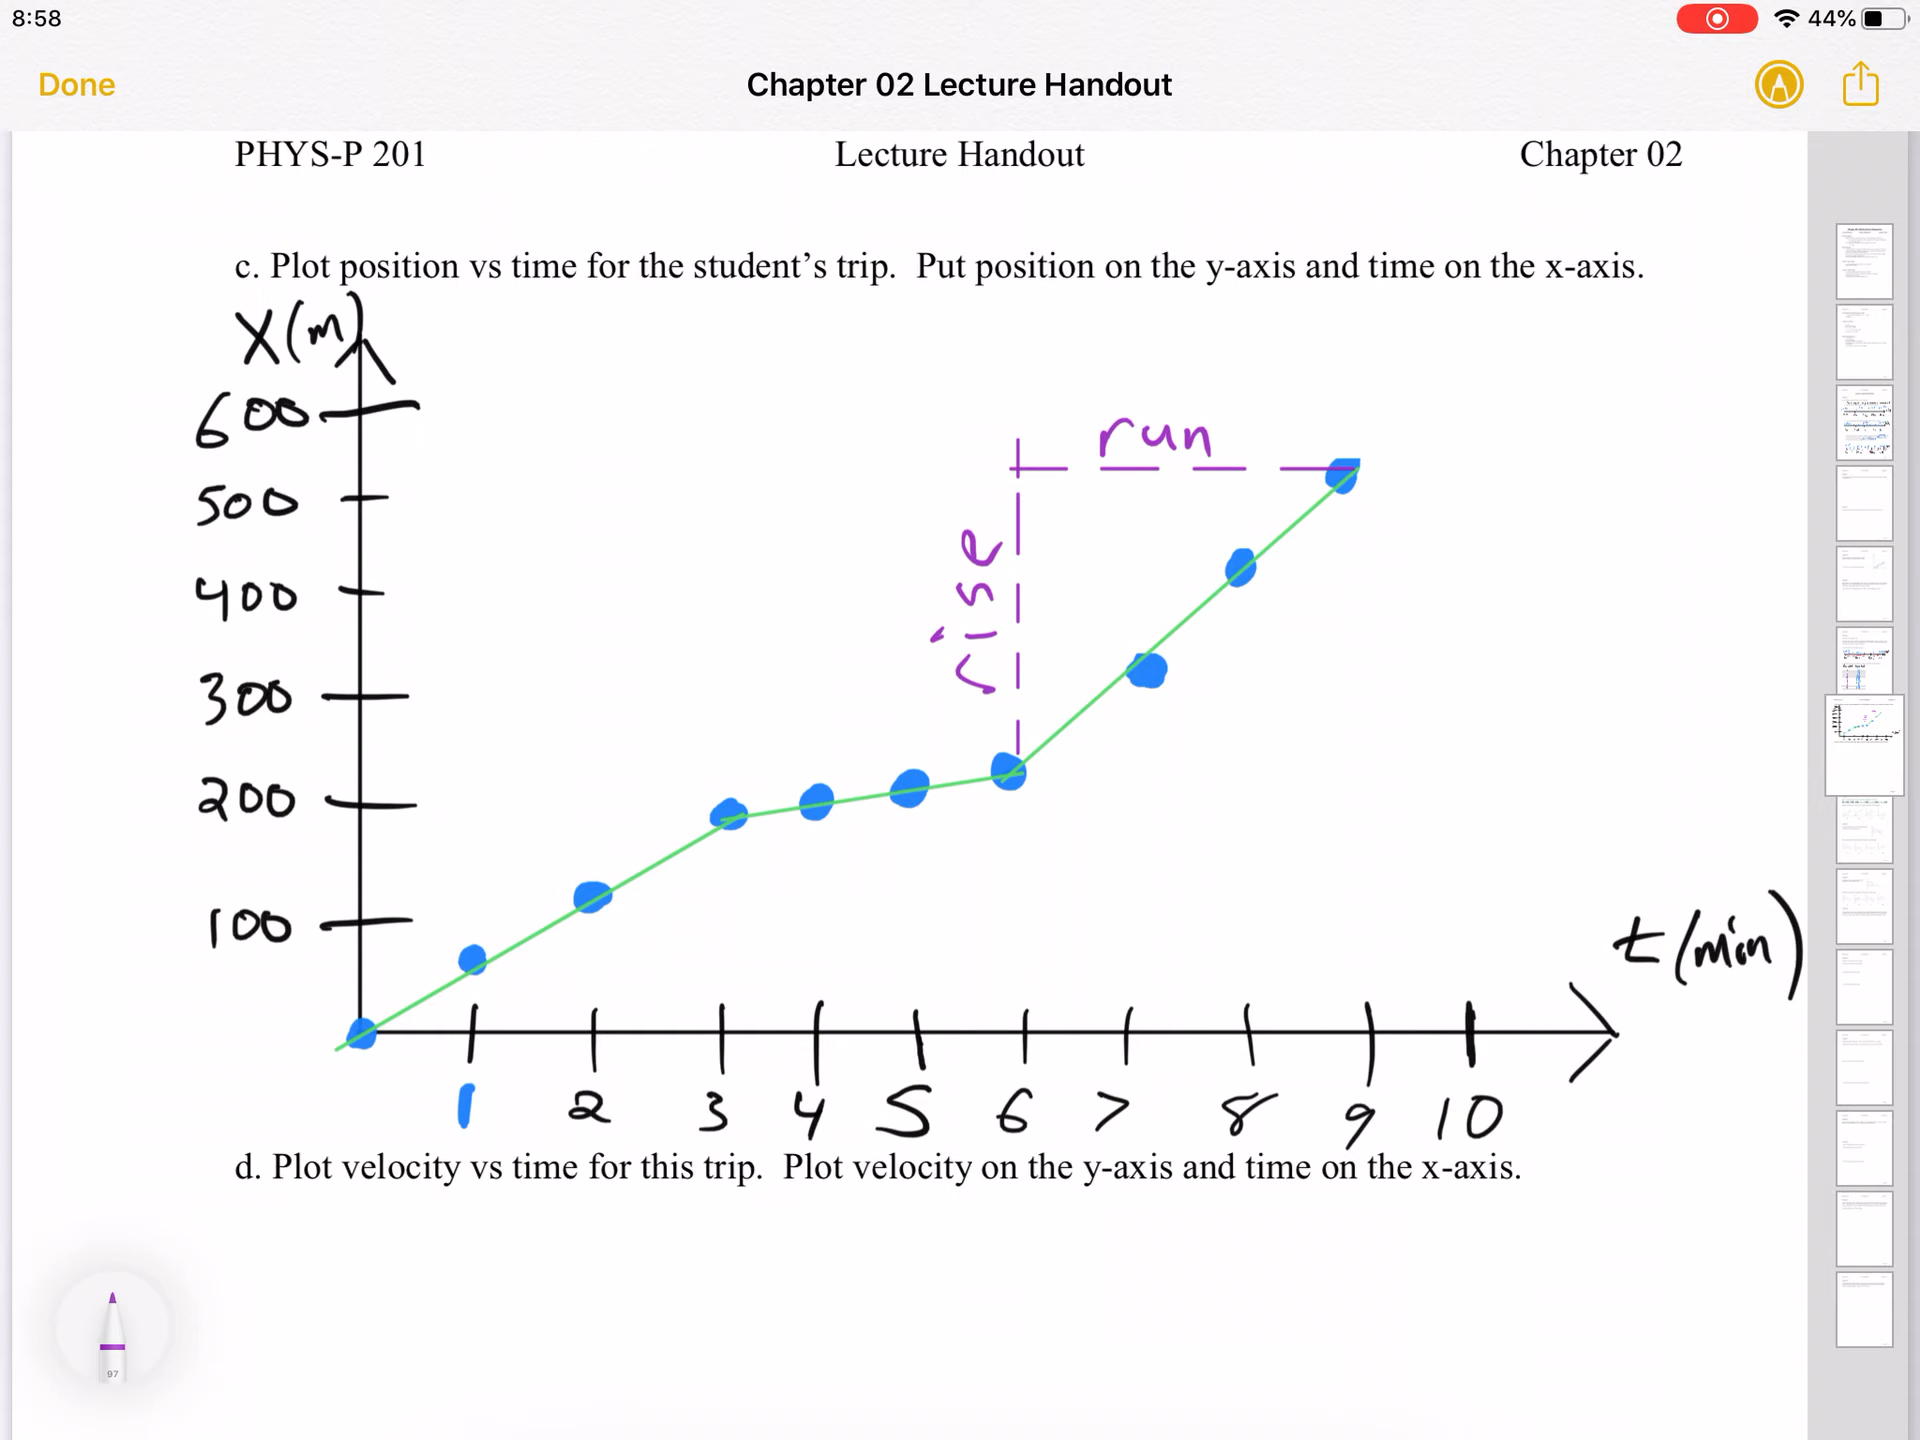 8:58
44%
Done
Chapter 02 Lecture Handout
PHYS-P 201
Lecture Handout
Chapter 02
c. Plot position vs time for the student’s trip.  Put position on the y-axis and time on the x-axis.
X(m)
600
500
400
300
200
100
run
rise
t(min)
1 2 3 4 5 6 7 8 9 10
d. Plot velocity vs time for this trip.  Plot velocity on the y-axis and time on the x-axis.
97